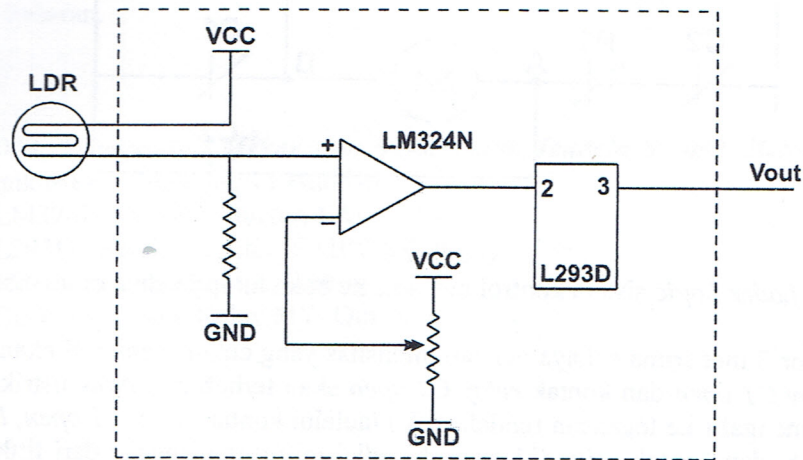 VCC
LDR
+
LM324N
−
2 3
Vout
L293D
VCC
GND
GND